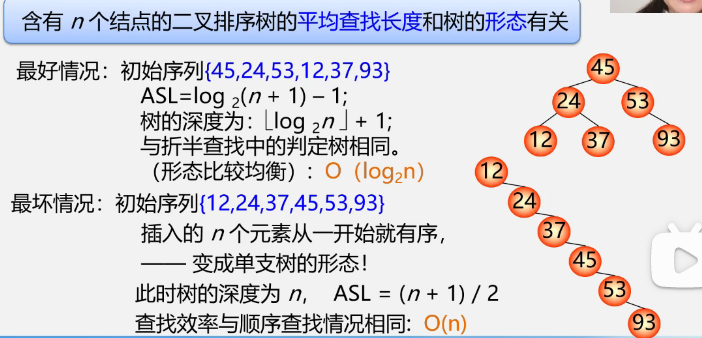 含有 n 个结点的二叉排序树的平均查找长度和树的形态有关
最好情况：初始序列{45,24,53,12,37,93}
ASL=log ₂(n + 1) – 1;
树的深度为：⌊log ₂n ⌋ + 1;
与折半查找中的判定树相同。
（形态比较均衡）：O（log₂n）
最坏情况：初始序列{12,24,37,45,53,93}
插入的 n 个元素从一开始就有序，
—— 变成单支树的形态！
此时树的深度为 n， ASL = (n + 1) / 2
查找效率与顺序查找情况相同: O(n)
45
24 53
12 37 93
12
24
37
45
53
93